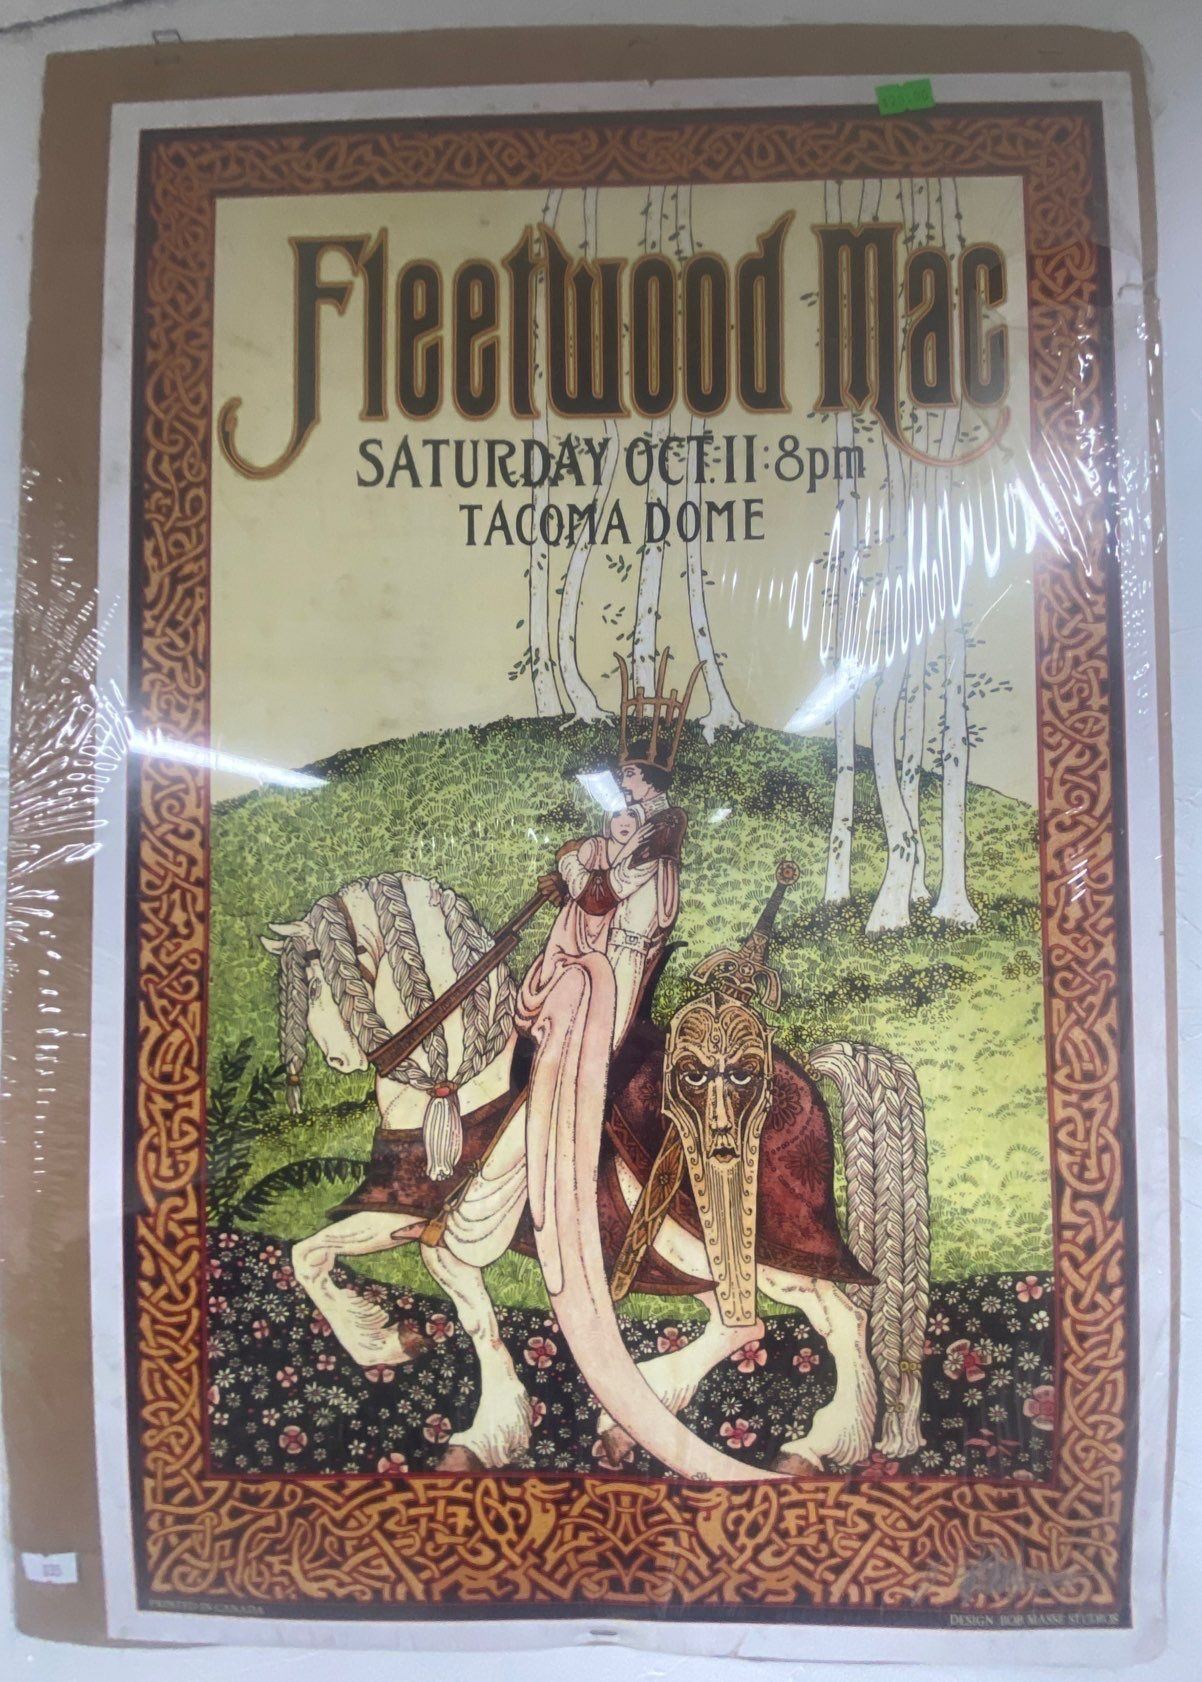 Fleetwood Mac
SATURDAY OCT. 11 : 8pm
TACOMA DOME
PRINTED IN CANADA
DESIGN: BOB MASSE STUDIOS